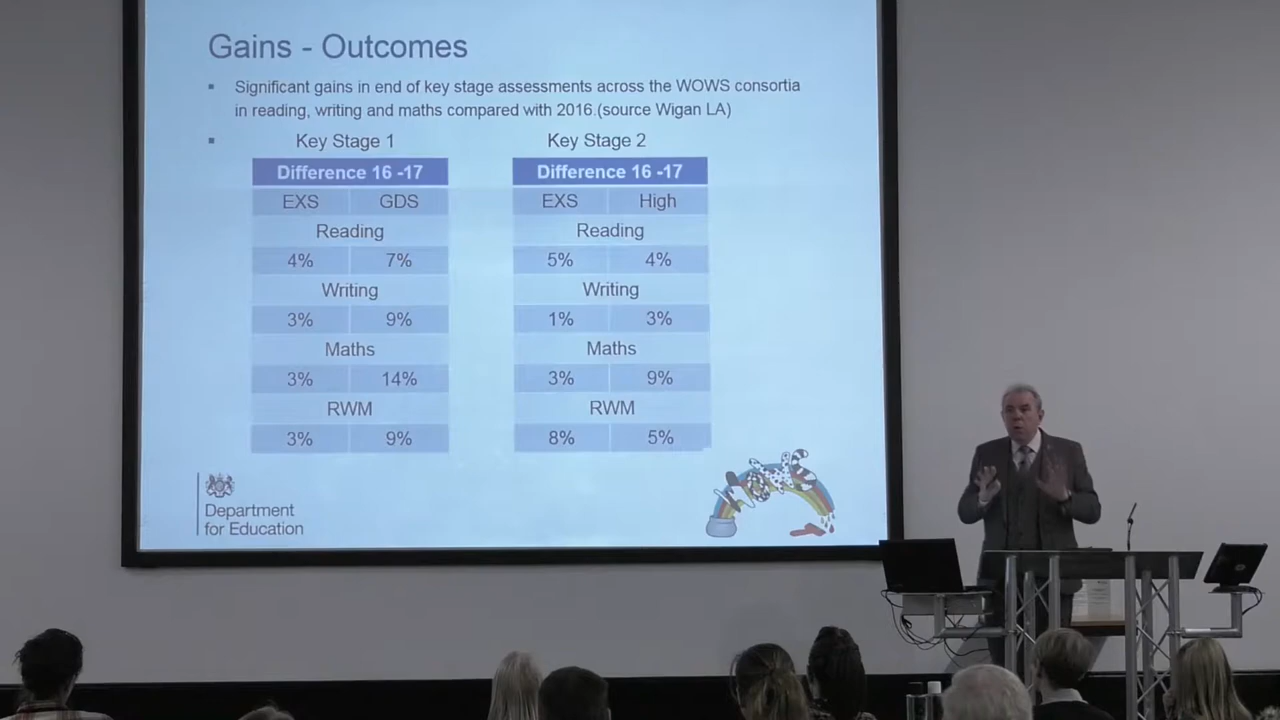 Gains - Outcomes
Significant gains in end of key stage assessments across the WOWS consortia
in reading, writing and maths compared with 2016.(source Wigan LA)
Key Stage 1
Difference 16 -17
EXS GDS
Reading
4% 7%
Writing
3% 9%
Maths
3% 14%
RWM
3% 9%
Key Stage 2
Difference 16 -17
EXS High
Reading
5% 4%
Writing
1% 3%
Maths
3% 9%
RWM
8% 5%
Department
for Education